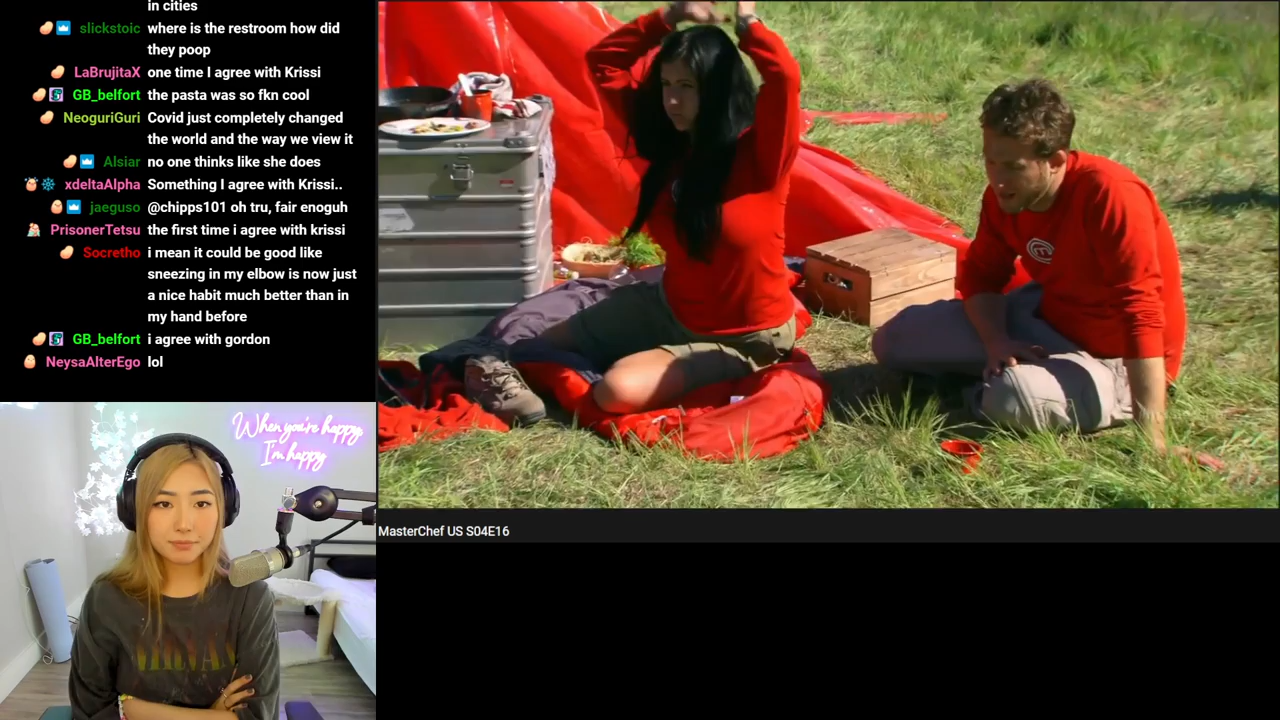 in cities
slickstoic where is the restroom how did
they poop
LaBrujitaX one time I agree with Krissi
GB_belfort the pasta was so fkn cool
NeoguriGuri Covid just completely changed
the world and the way we view it
Alsiar no one thinks like she does
xdeltaAlpha Something I agree with Krissi..
jaeguso @chipps101 oh tru, fair enoguh
PrisonerTetsu the first time i agree with krissi
Socretho i mean it could be good like
sneezing in my elbow is now just
a nice habit much better than in
my hand before
GB_belfort i agree with gordon
NeysaAlterEgo lol
When you're happy,
I'm happy
NIRVANA
MasterChef US S04E16